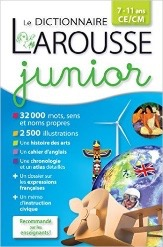 LE DICTIONNAIRE
7-11 ans
CE/CM
LAROUSSE
junior
32 000 mots, sens
et noms propres
2 500 illustrations
Une histoire des arts
Un cahier d'anglais
Une chronologie
et un atlas détaillés
Un dossier sur
les expressions
françaises
Un mémo
d'instruction
civique
Recommandé
par les
enseignants !